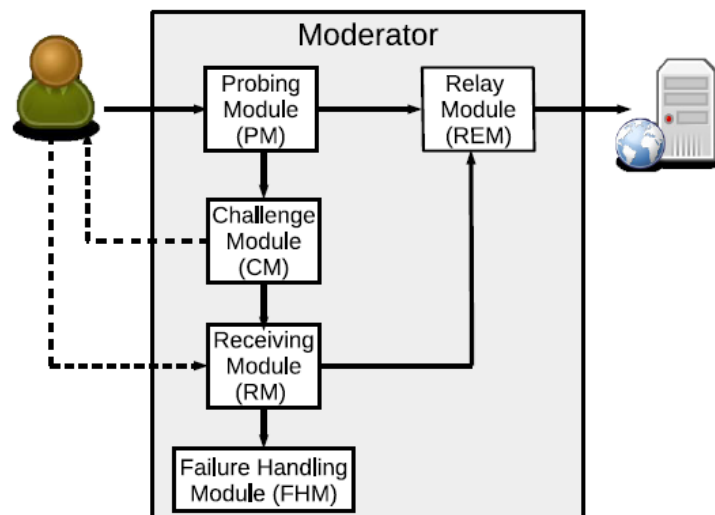 Moderator
Probing
Module
(PM)
Relay
Module
(REM)
Challenge
Module
(CM)
Receiving
Module
(RM)
Failure Handling
Module (FHM)